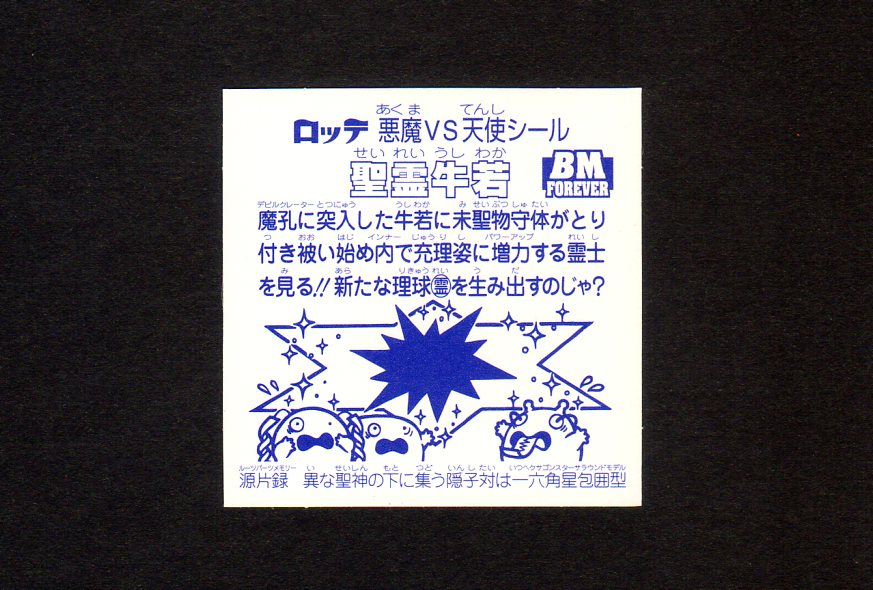 あくま てんし
ロッテ 悪魔VS天使シール
せい れい うし わか
聖霊牛若
BM
FOREVER
デビルクレーター とつにゅう うしわか み せいぶつ しゅ たい
魔孔に突入した牛若に未聖物守体がとり
つ おお はじ インナー じゅうり し パワーアップ れい し
付き被い始め内で充理姿に増力する霊士
み あら りきゅう れい う だ
を見る!!新たな理球㊀を生み出すのじゃ?
ルーツパーツメモリー い せいしん もと つど いん し たい いつヘクサゴンスターサラウンドモデル
源片録 異な聖神の下に集う隠子対は一六角星包囲型